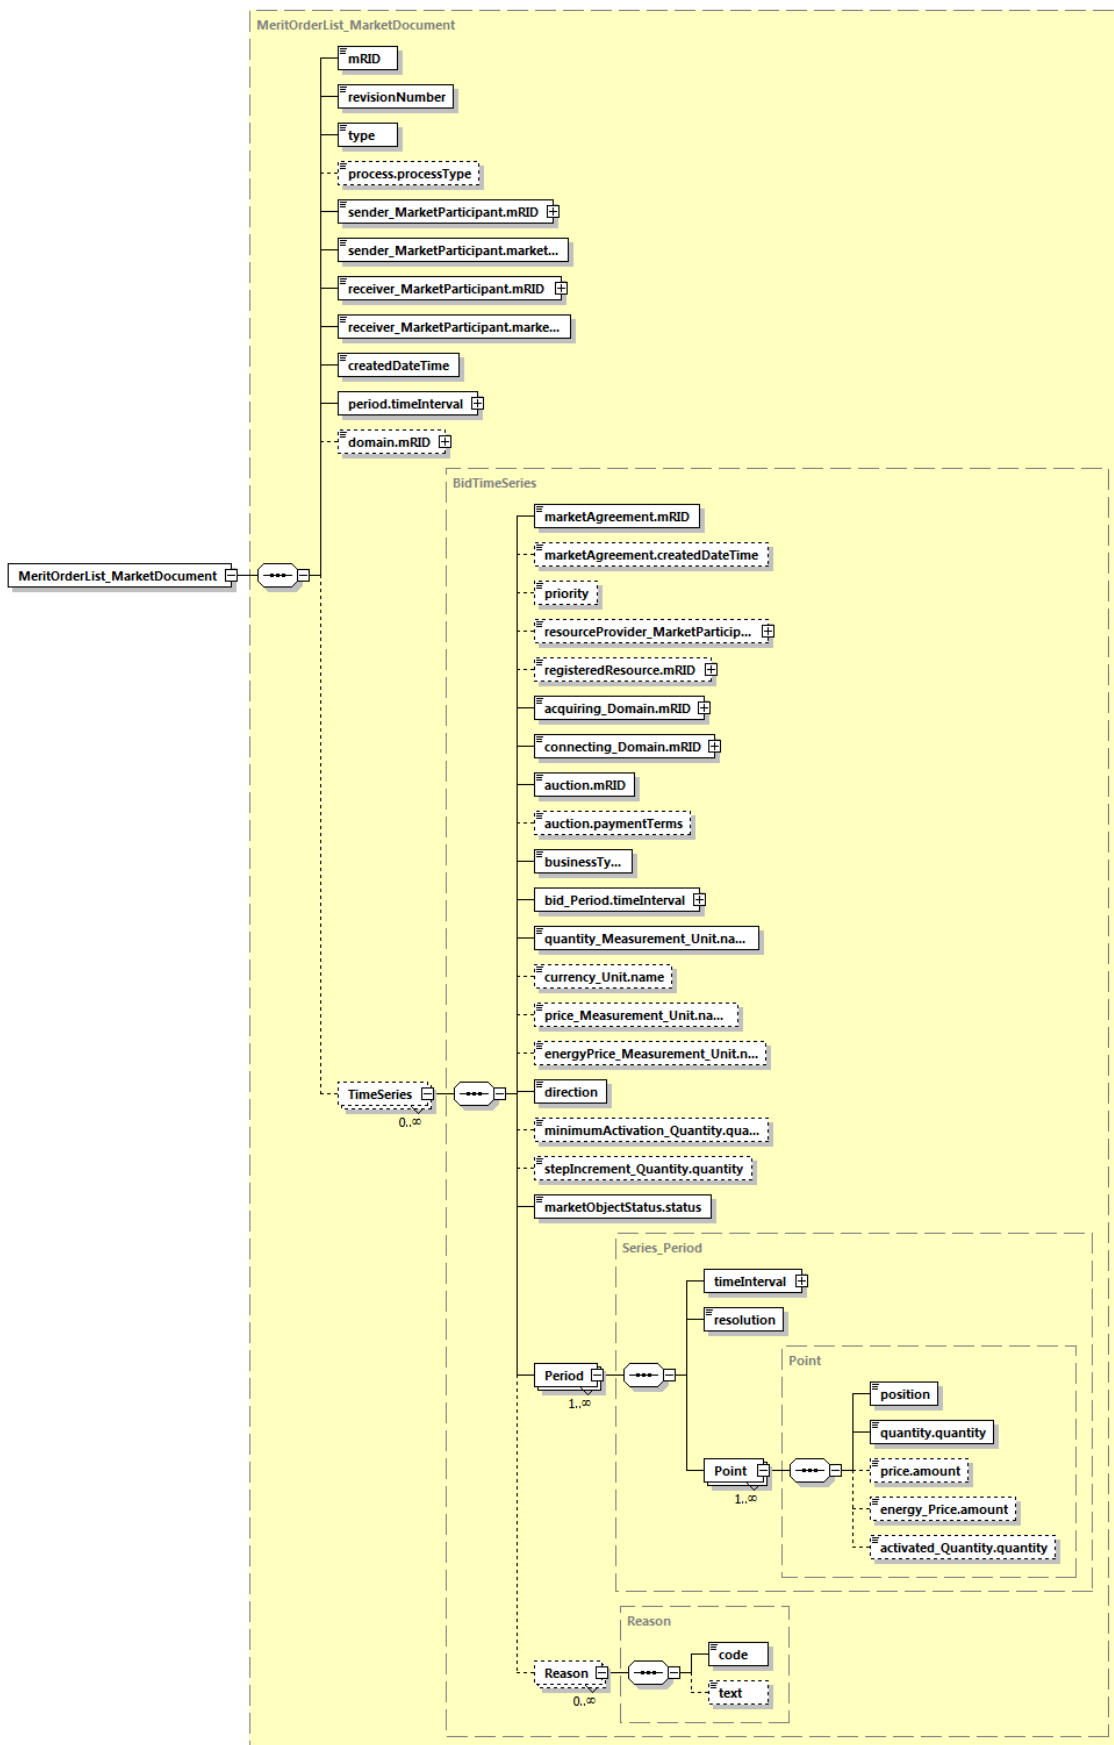 MeritOrderList_MarketDocument
mRID
revisionNumber
type
process.processType
sender_MarketParticipant.mRID
sender_MarketParticipant.market...
receiver_MarketParticipant.mRID
receiver_MarketParticipant.marke...
createdDateTime
period.timeInterval
domain.mRID
BidTimeSeries
marketAgreement.mRID
marketAgreement.createdDateTime
MeritOrderList_MarketDocument
priority
resourceProvider_MarketParticip...
registeredResource.mRID
acquiring_Domain.mRID
connecting_Domain.mRID
auction.mRID
auction.paymentTerms
businessTy...
bid_Period.timeInterval
quantity_Measurement_Unit.na...
currency_Unit.name
price_Measurement_Unit.na...
energyPrice_Measurement_Unit.n...
TimeSeries
0..∞
direction
minimumActivation_Quantity.qua...
stepIncrement_Quantity.quantity
marketObjectStatus.status
Series_Period
timeInterval
resolution
Period
1..∞
Point
position
quantity.quantity
Point
1..∞
price.amount
energy_Price.amount
activated_Quantity.quantity
Reason
code
Reason
0..∞
text